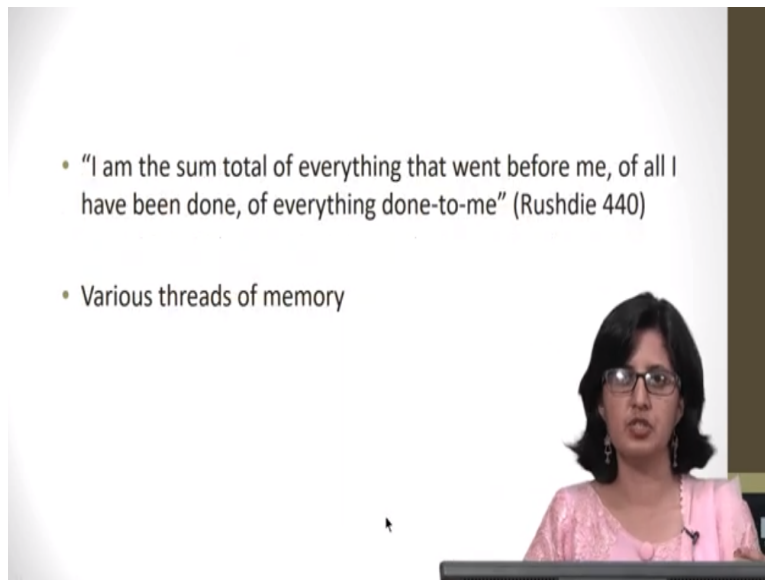 • “I am the sum total of everything that went before me, of all I
have been done, of everything done-to-me” (Rushdie 440)
• Various threads of memory